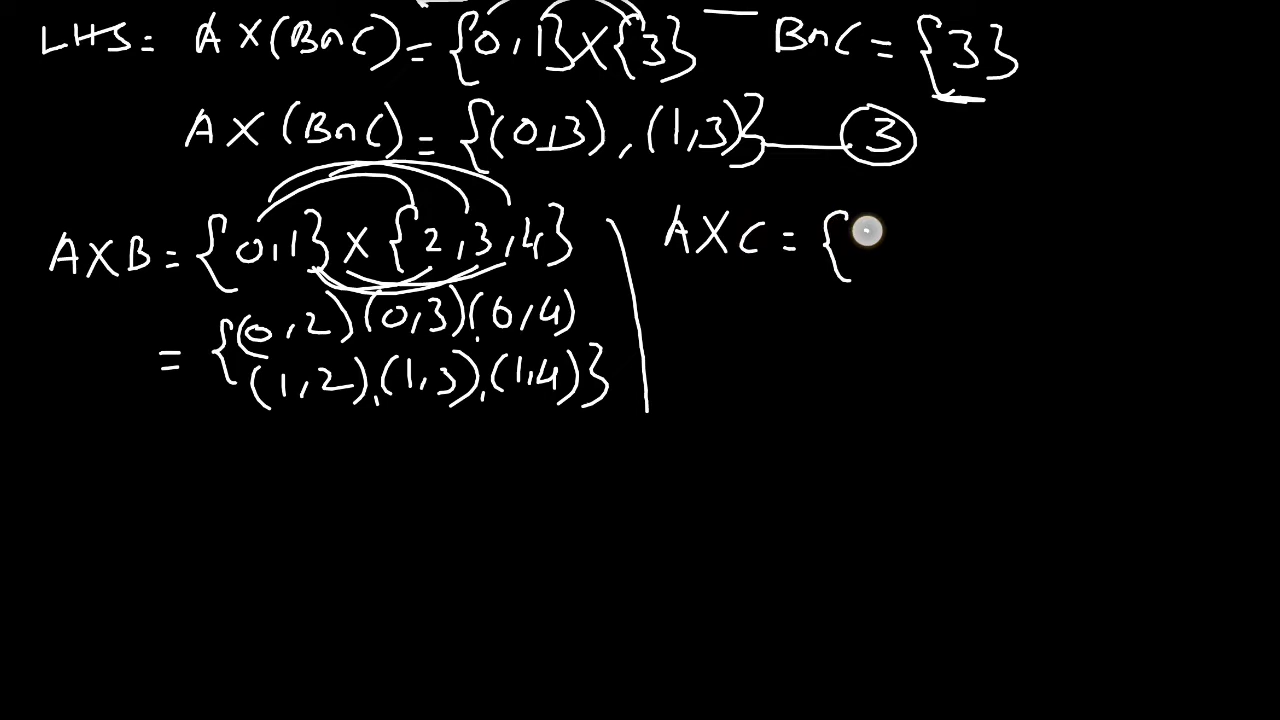 LHS = A X (B∩C) = {0,1} X {3} B∩C = {3}
A X (B∩C) = {(0,3), (1,3)} — 3
A X B = {0,1} X {2,3,4} A X C = {
= {(0,2) (0,3), (0,4)
(1,2), (1,3), (1,4)}